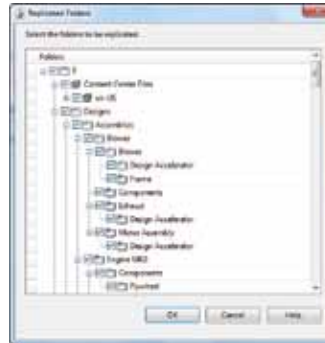 Replicated Folders
Select the folders to be replicated.
Folders
$
Content Center Files
en-US
Designs
Assemblies
Blower
Blower
Design Accelerator
Frame
Components
Exhaust
Design Accelerator
Motor Assembly
Design Accelerator
Engine MKII
Components
Flywheel
OK
Cancel
Help